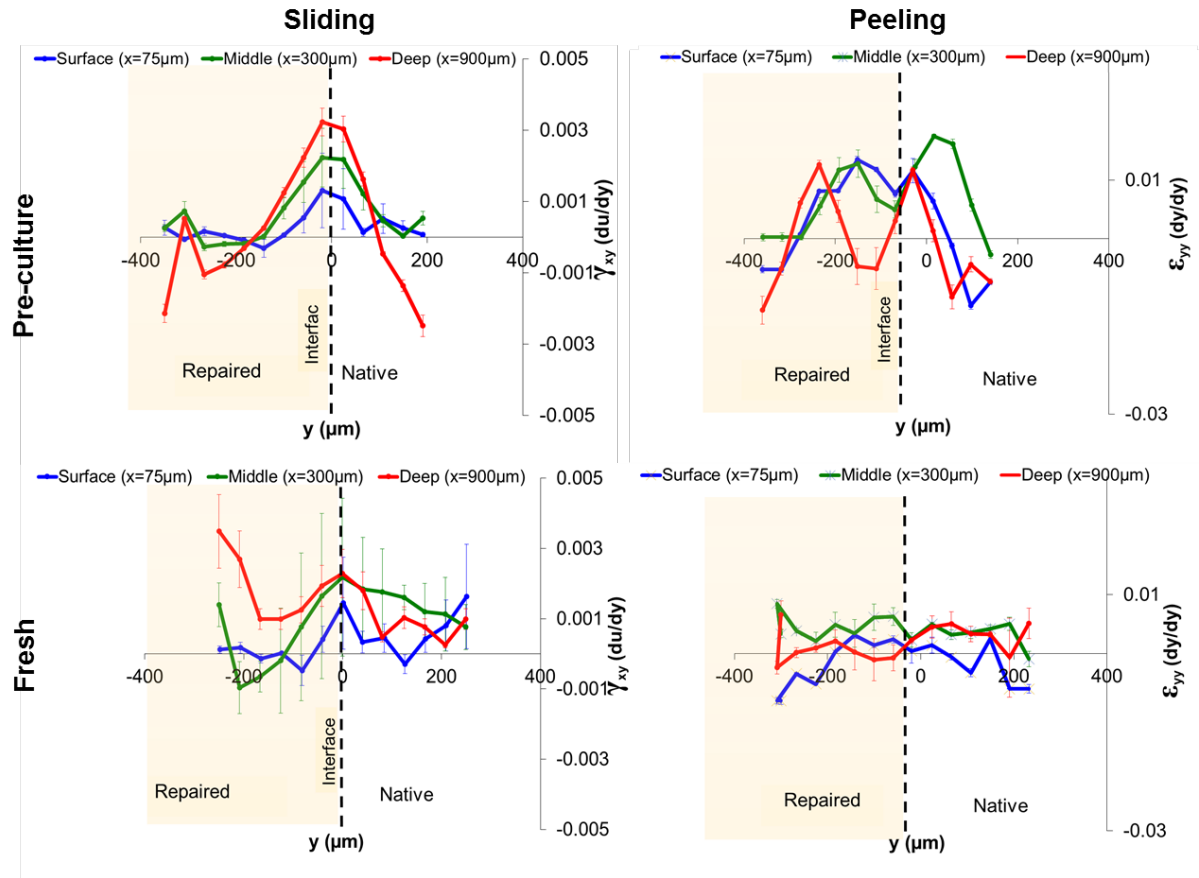 Sliding
Peeling
Pre-culture
Surface (x=75µm) Middle (x=300µm) Deep (x=900µm)
0.005
0.003
0.001
-0.001
-0.003
-0.005
-400 -200 0 200 400
γxy (du/dy)
Interfac
Repaired
Native
y (µm)
Surface (x=75µm) Middle (x=300µm) Deep (x=900µm)
0.01
-0.03
-400 -200 0 200 400
εyy (dy/dy)
Interface
Repaired
Native
Fresh
Surface (x=75µm) Middle (x=300µm) Deep (x=900µm)
0.005
0.003
0.001
-0.001
-0.003
-0.005
-400 -200 0 200 400
γxy (du/dy)
Interface
Repaired
Native
y (µm)
Surface (x=75µm) Middle (x=300µm) Deep (x=900µm)
0.01
-0.03
-400 -200 0 200 400
εyy (dy/dy)
Repaired
Native
y (µm)